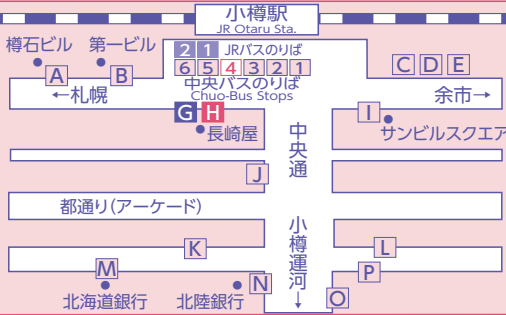 小樽駅
JR Otaru Sta.
樽石ビル 第一ビル
2 1 JRバスのりば
6 5 4 3 2 1
A B
C D E
中央バスのりば
Chuo-Bus Stops
←札幌
余市→
G H
I
長崎屋
サンビルスクエア
中央通
J
都通り(アーケード)
小樽運河→
K
L
M
P
N
O
北海道銀行 北陸銀行